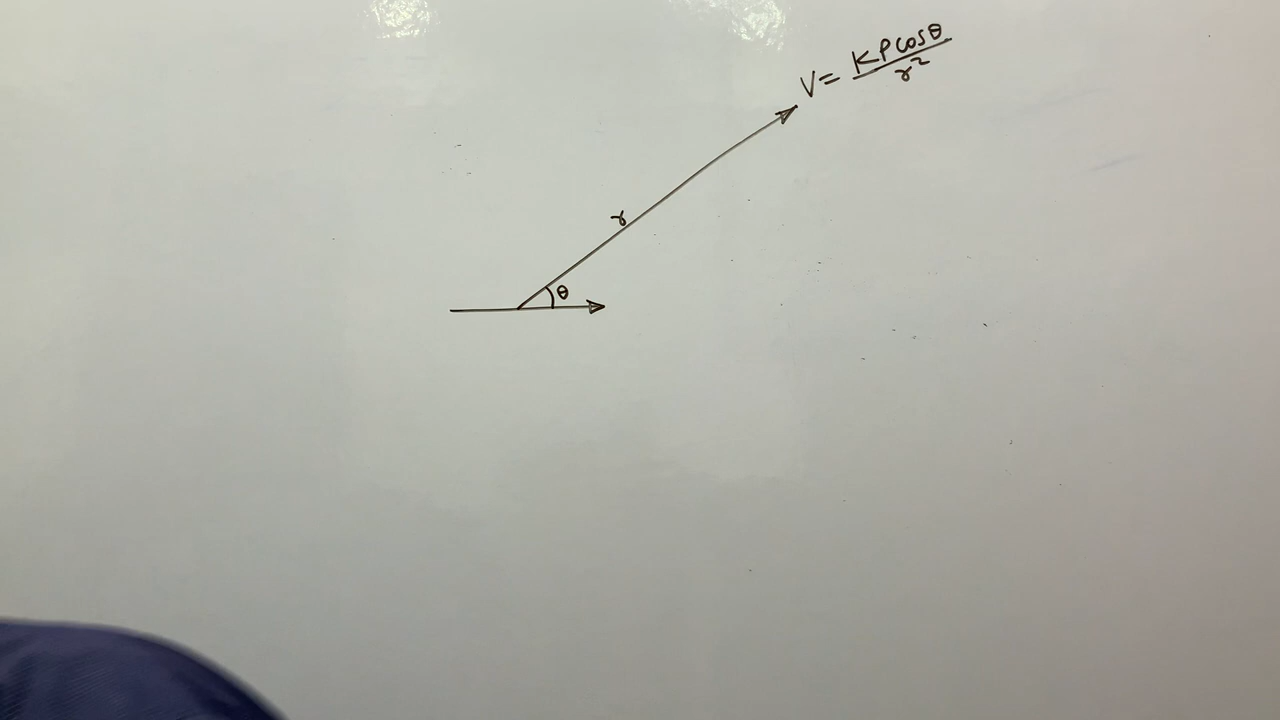 V = KPcosθ / r²
r
θ